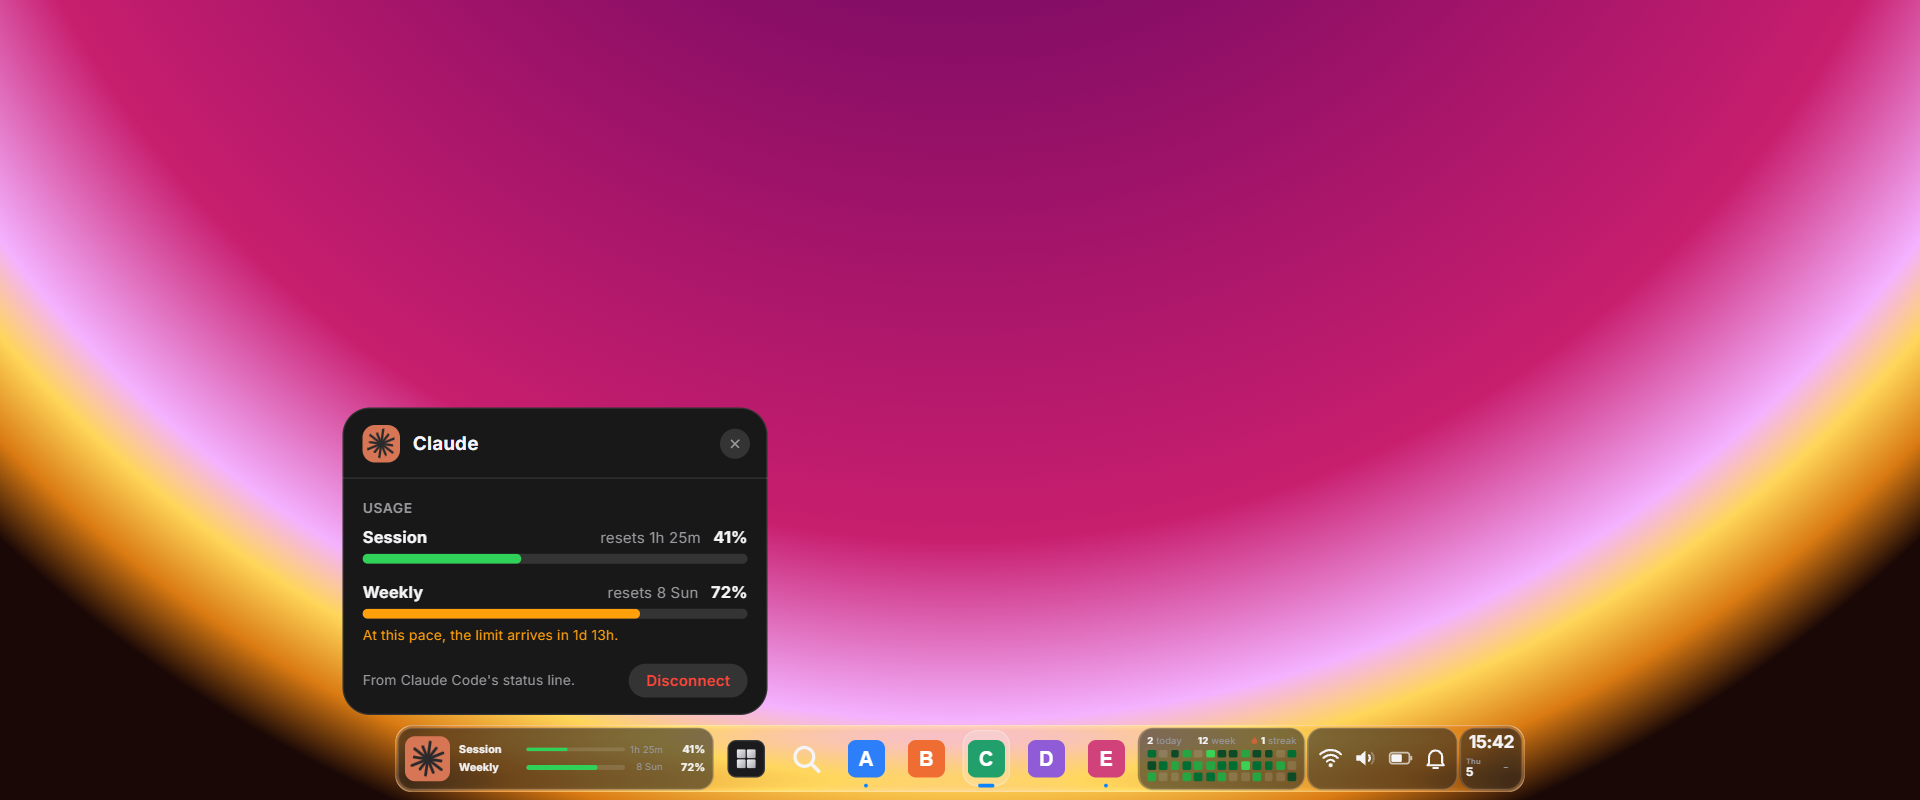 Claude
USAGE
Session resets 1h 25m 41%
Weekly resets 8 Sun 72%
At this pace, the limit arrives in 1d 13h.
From Claude Code's status line. Disconnect
Session 1h 25m 41%
Weekly 8 Sun 72%
A B C D E
2 today 12 week 1 streak
15:42
Thu
5